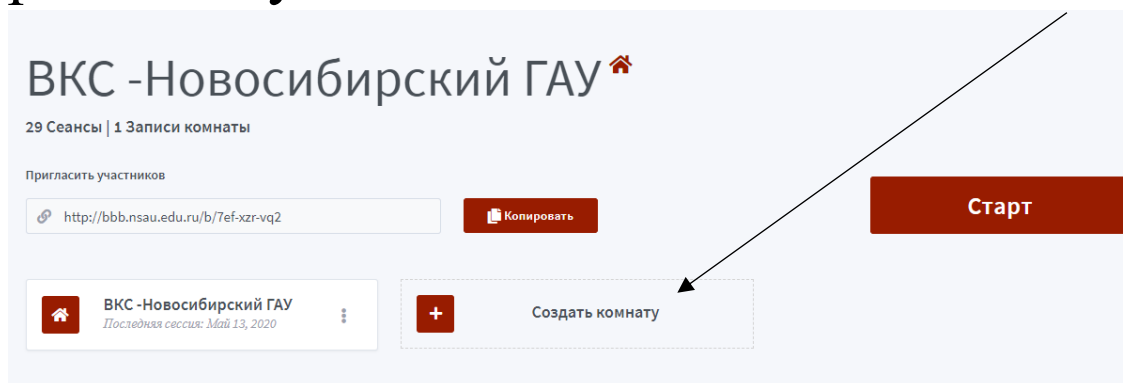 ВКС -Новосибирский ГАУ
29 Сеансы | 1 Записи комнаты
Пригласить участников
http://bbb.nsau.edu.ru/b/7ef-xzr-vq2
Копировать
Старт
ВКС -Новосибирский ГАУ
Последняя сессия: Май 13, 2020
Создать комнату